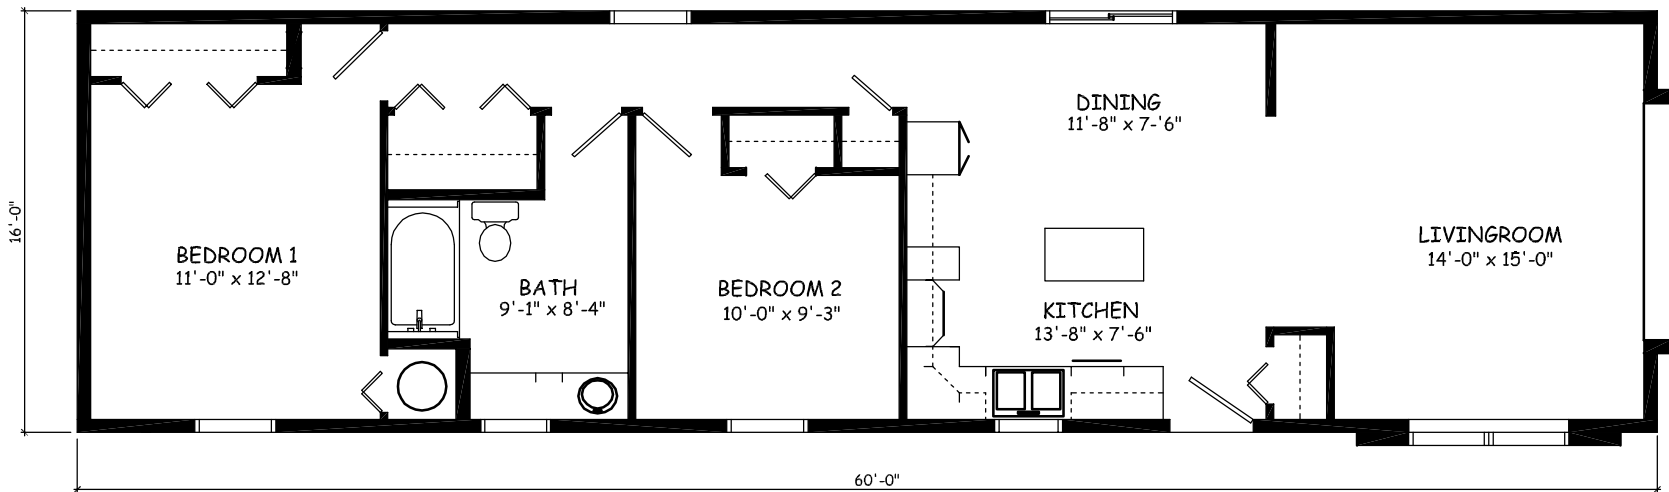 DINING
11'-8" x 7-'6"
16'-0"
BEDROOM 1
11'-0" x 12'-8"
BATH
9'-1" x 8'-4"
BEDROOM 2
10'-0" x 9'-3"
KITCHEN
13'-8" x 7'-6"
LIVINGROOM
14'-0" x 15'-0"
60'-0"